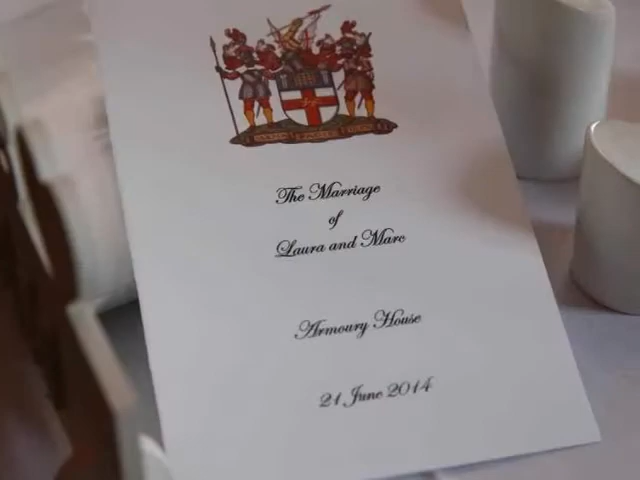 The Marriage
of
Laura and Marc
Armoury House
21 June 2014